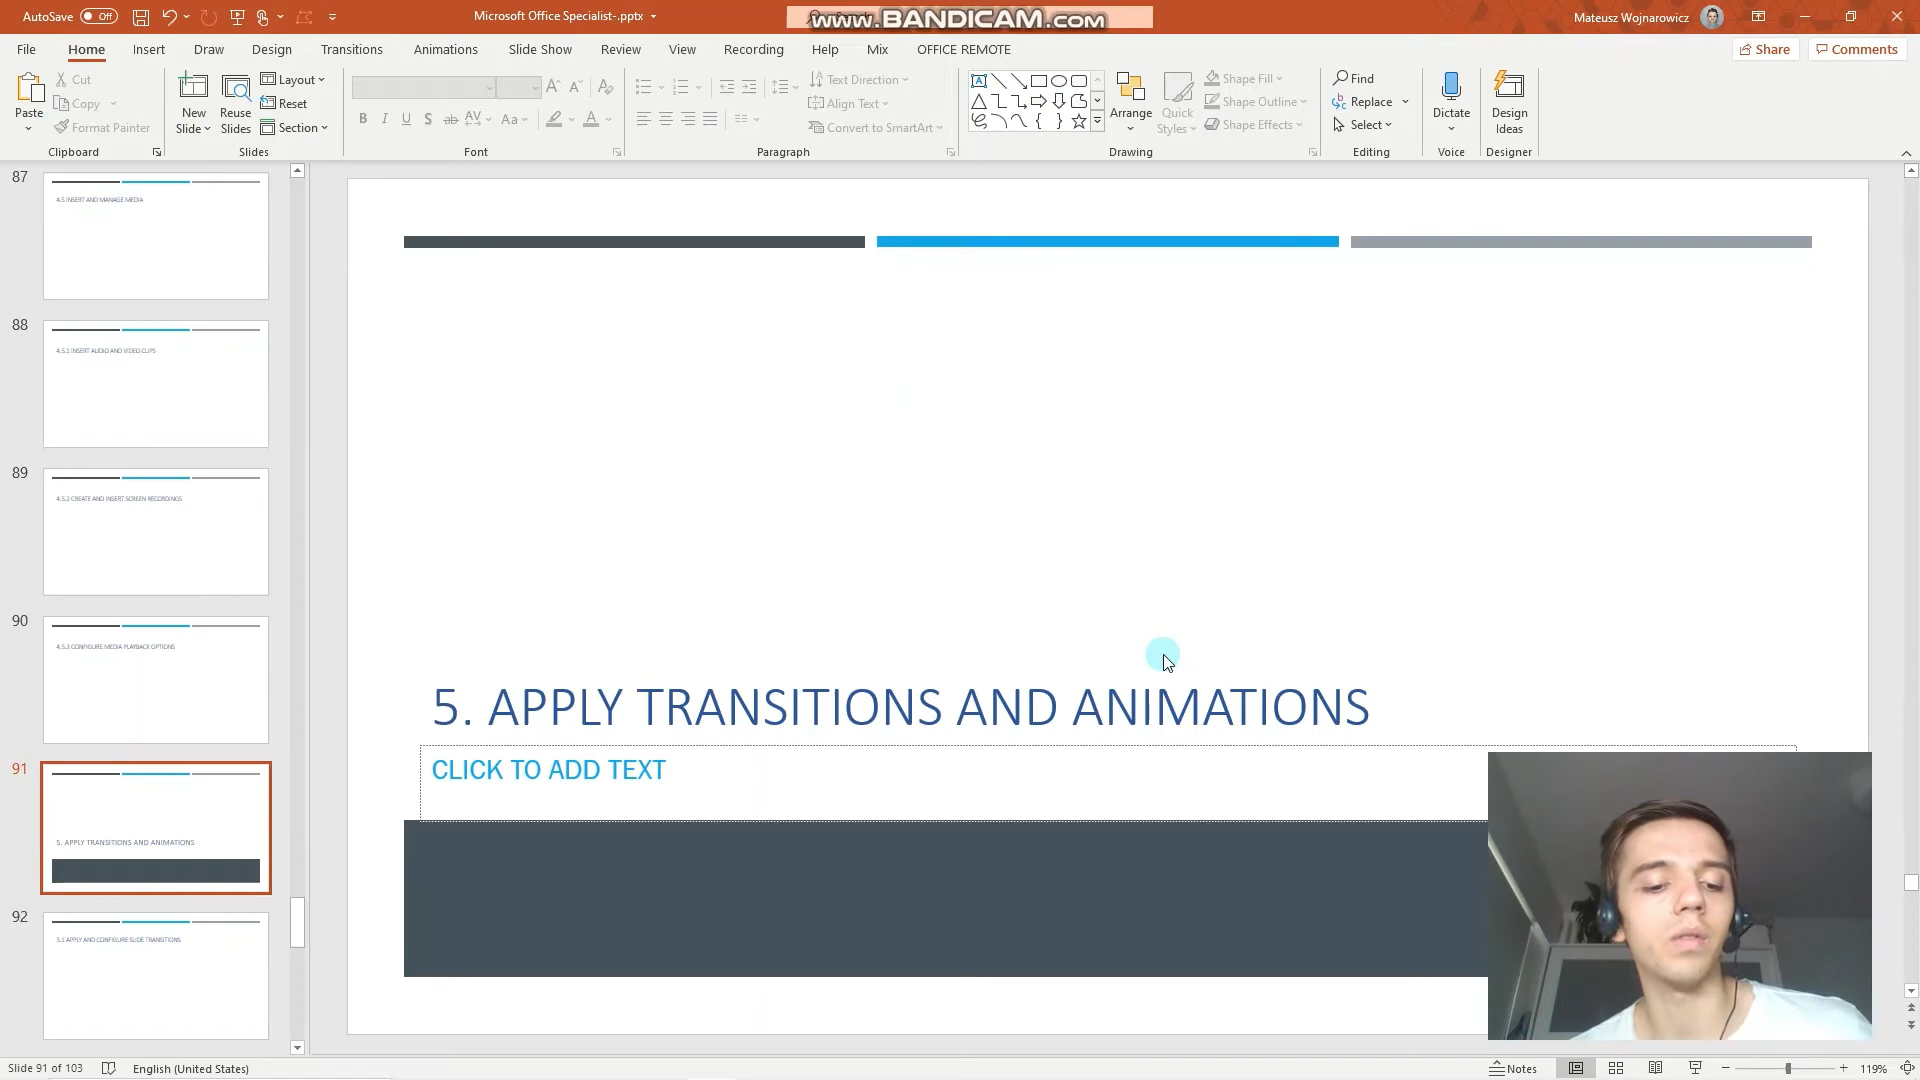 AutoSave Off Microsoft Office Specialist-.pptx www.BANDICAM.COM Mateusz Wojnarowicz
File Home Insert Draw Design Transitions Animations Slide Show Review View Recording Help Mix OFFICE REMOTE Share Comments
Paste
Cut
Copy
Format Painter
Clipboard
New Slide
Reuse Slides
Layout
Reset
Section
Slides
B I U S ab AV Aa A
Font
Text Direction
Align Text
Convert to SmartArt
Paragraph
Arrange
Quick Styles
Shape Fill
Shape Outline
Shape Effects
Drawing
Find
Replace
Select
Editing
Dictate
Voice
Design Ideas
Designer
87
4.5 INSERT AND MANAGE MEDIA
88
4.5.1 INSERT AUDIO AND VIDEO CLIPS
89
4.5.2 CREATE AND INSERT SCREEN RECORDINGS
90
4.5.3 CONFIGURE MEDIA PLAYBACK OPTIONS
91
5. APPLY TRANSITIONS AND ANIMATIONS
92
5.1 APPLY AND CONFIGURE SLIDE TRANSITIONS
5. APPLY TRANSITIONS AND ANIMATIONS
CLICK TO ADD TEXT
Slide 91 of 103 English (United States) Notes 119%